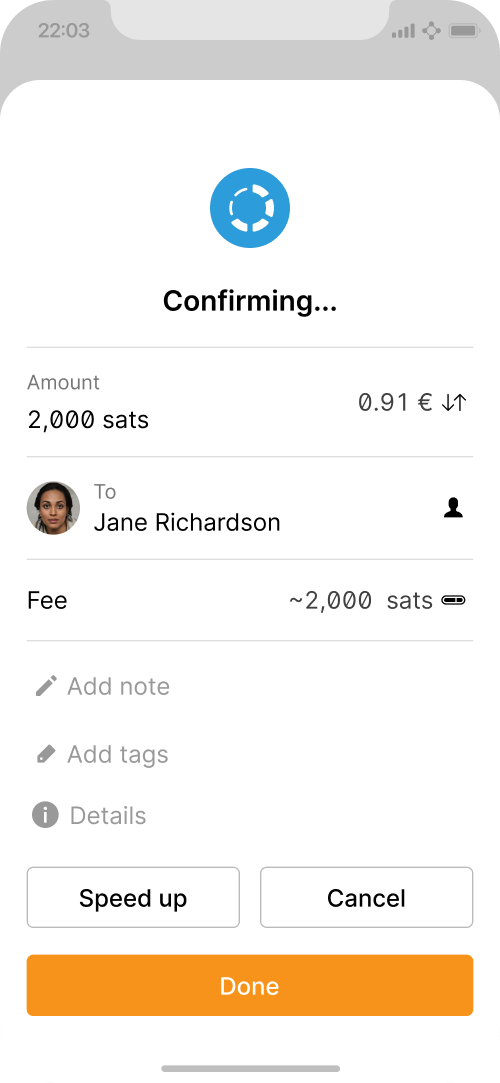 22:03
Confirming...
Amount
2,000 sats
0.91 €
To
Jane Richardson
Fee
~2,000 sats
Add note
Add tags
Details
Speed up
Cancel
Done